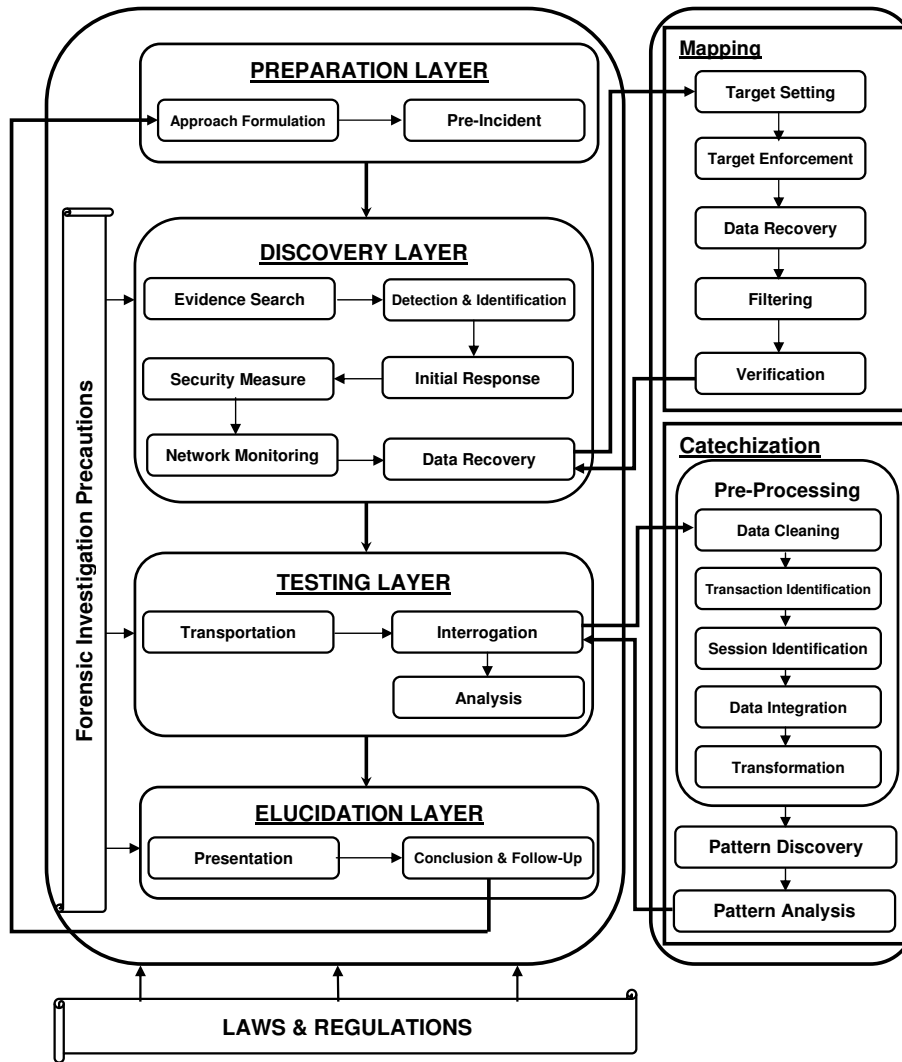 PREPARATION LAYER
Approach Formulation
Pre-Incident
Forensic Investigation Precautions
DISCOVERY LAYER
Evidence Search
Detection & Identification
Security Measure
Initial Response
Network Monitoring
Data Recovery
TESTING LAYER
Transportation
Interrogation
Analysis
ELUCIDATION LAYER
Presentation
Conclusion & Follow-Up
LAWS & REGULATIONS
Mapping
Target Setting
Target Enforcement
Data Recovery
Filtering
Verification
Catechization
Pre-Processing
Data Cleaning
Transaction Identification
Session Identification
Data Integration
Transformation
Pattern Discovery
Pattern Analysis